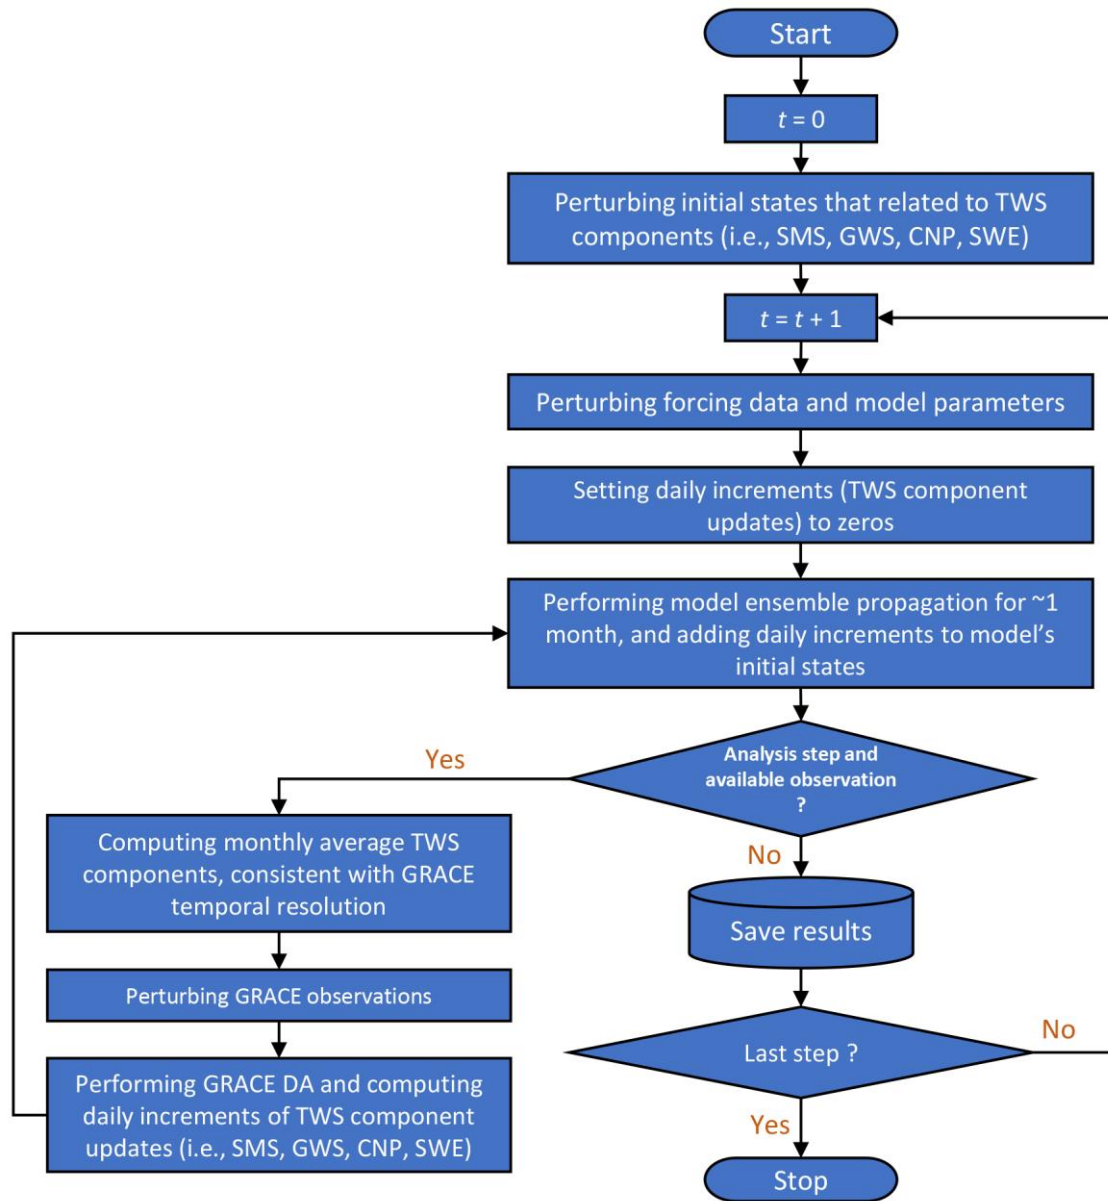 Start
t = 0
Perturbing initial states that related to TWS
components (i.e., SMS, GWS, CNP, SWE)
t = t + 1
Perturbing forcing data and model parameters
Setting daily increments (TWS component
updates) to zeros
Performing model ensemble propagation for ~1
month, and adding daily increments to model’s
initial states
Analysis step and
available observation
?
Yes
Computing monthly average TWS
components, consistent with GRACE
temporal resolution
Perturbing GRACE observations
Performing GRACE DA and computing
daily increments of TWS component
updates (i.e., SMS, GWS, CNP, SWE)
No
Save results
Last step ?
No
Yes
Stop